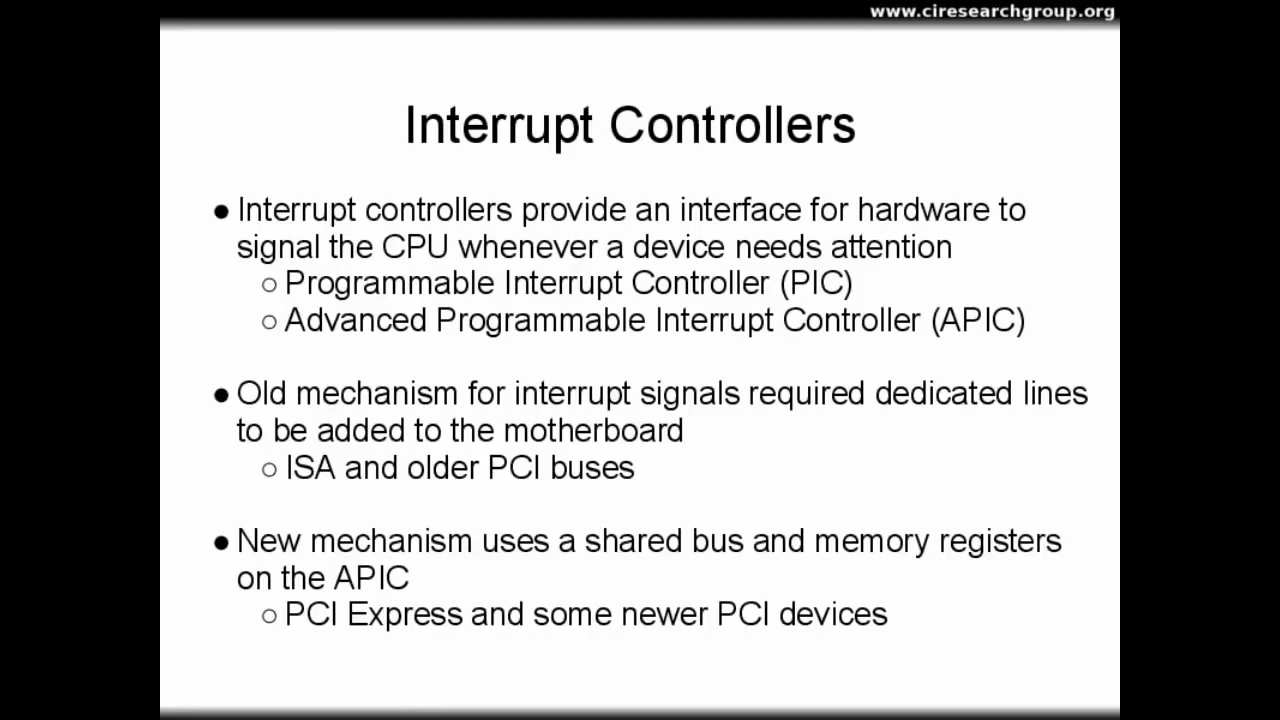 www.ciresearchgroup.org
Interrupt Controllers
● Interrupt controllers provide an interface for hardware to
signal the CPU whenever a device needs attention
○ Programmable Interrupt Controller (PIC)
○ Advanced Programmable Interrupt Controller (APIC)
● Old mechanism for interrupt signals required dedicated lines
to be added to the motherboard
○ ISA and older PCI buses
● New mechanism uses a shared bus and memory registers
on the APIC
○ PCI Express and some newer PCI devices